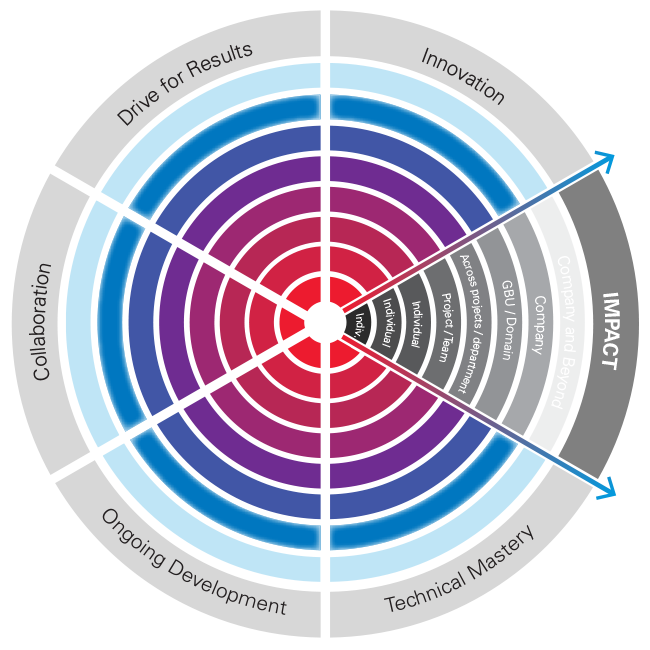 Drive for Results
Innovation
Collaboration
Indiv.
Individual
Individual
Project / Team
Across projects / department
GBU / Domain
Company
Company and Beyond
IMPACT
Ongoing Development
Technical Mastery